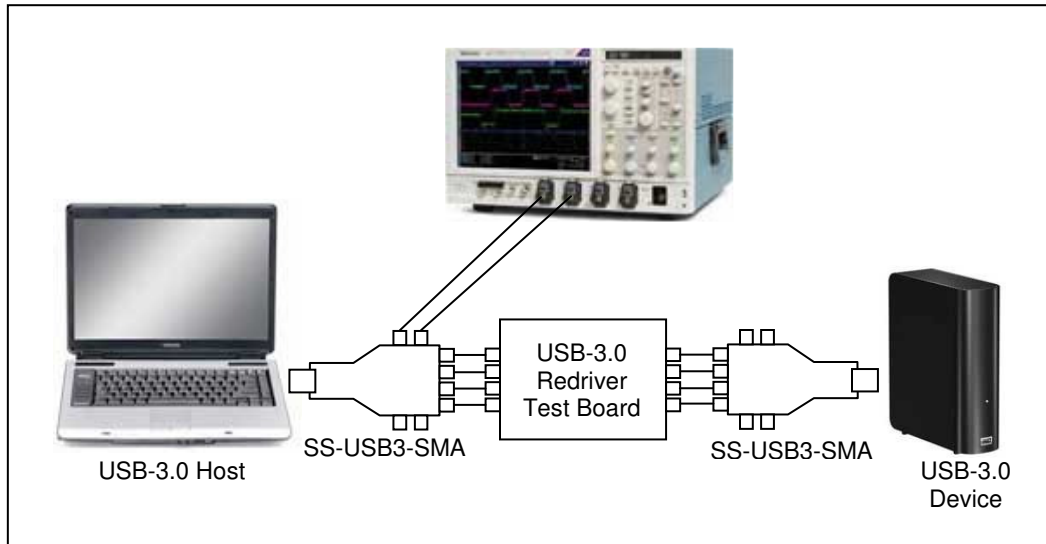 USB-3.0
Redriver
Test Board
SS-USB3-SMA
SS-USB3-SMA
USB-3.0 Host
USB-3.0
Device